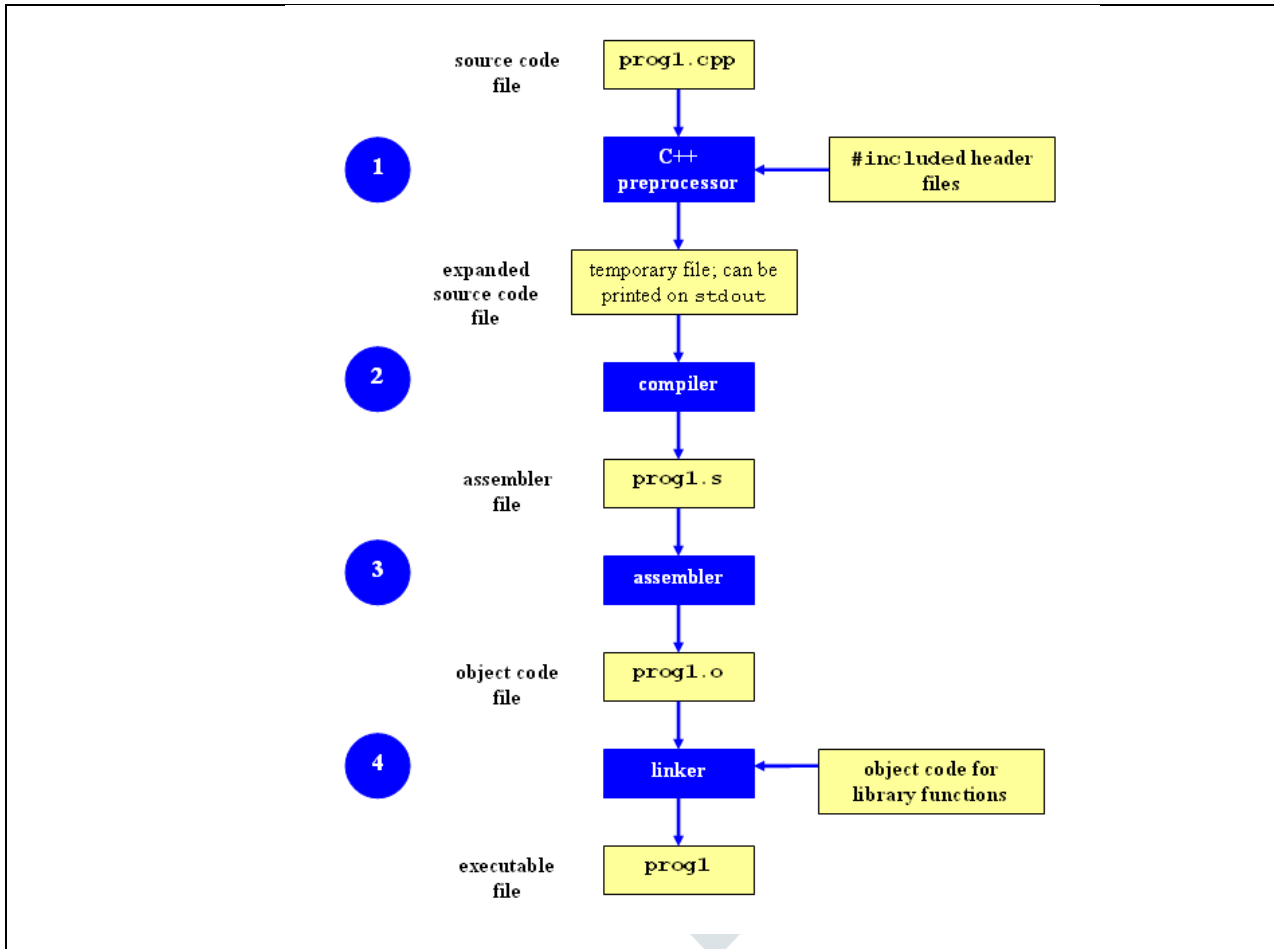 source code
file
prog1.cpp
1
C++
preprocessor
#included header
files
expanded
source code
file
temporary file; can be
printed on stdout
2
compiler
assembler
file
prog1.s
3
assembler
object code
file
prog1.o
4
linker
object code for
library functions
executable
file
prog1